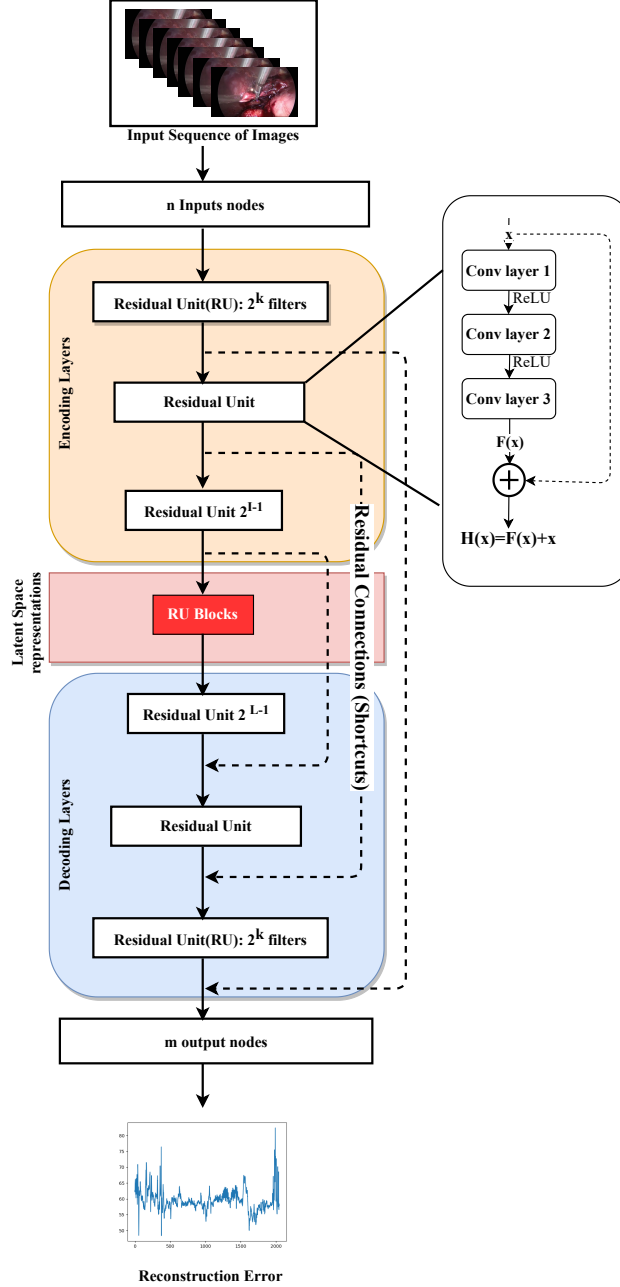 Input Sequence of Images
n Inputs nodes
Encoding Layers
Residual Unit(RU): 2^k filters
Residual Unit
Residual Unit 2^I-1
x
Conv layer 1
ReLU
Conv layer 2
ReLU
Conv layer 3
F(x)
H(x)=F(x)+x
Residual Connections (Shortcuts)
Latent Space
representations
RU Blocks
Decoding Layers
Residual Unit 2^L-1
Residual Unit
Residual Unit(RU): 2^k filters
m output nodes
80
75
70
65
60
55
50
0 500 1000 1500 2000
Reconstruction Error